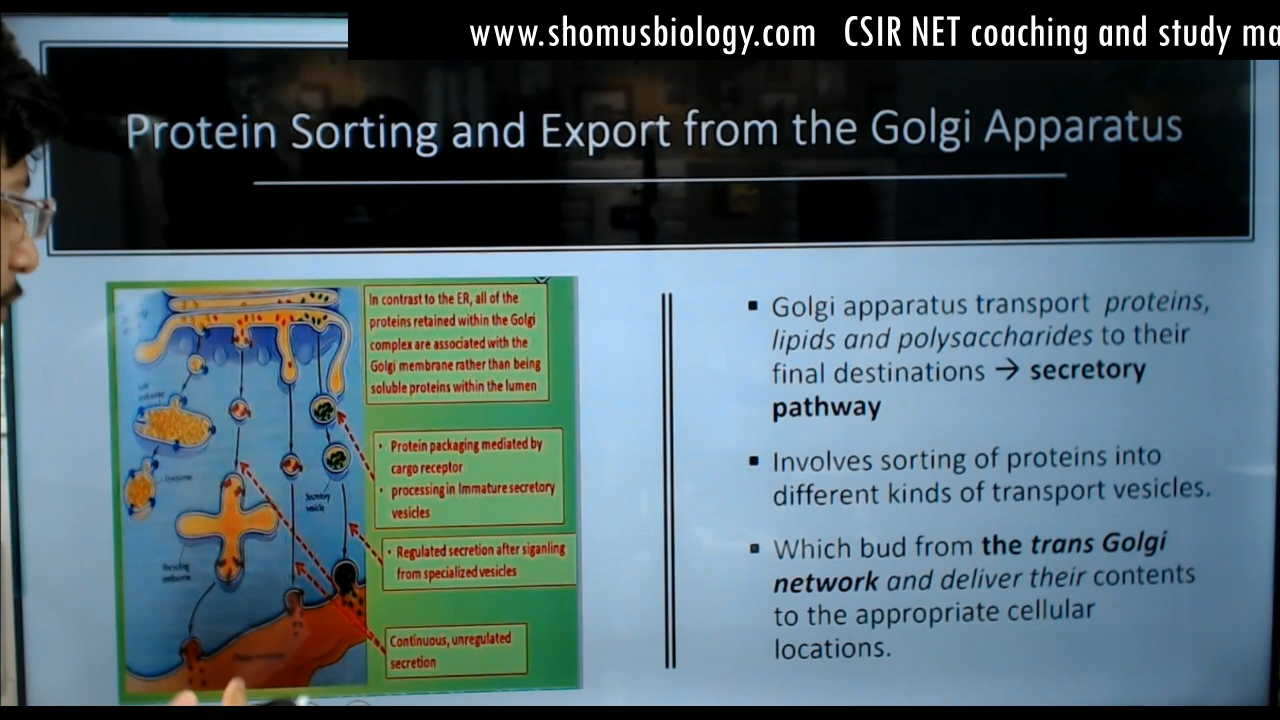 www.shomusbiology.com CSIR NET coaching and study
Protein Sorting and Export from the Golgi Apparatus
In contrast to the ER, all of the
proteins retained within the Golgi
complex are associated with the
Golgi membrane rather than being
soluble proteins within the lumen
• Protein packaging mediated by
cargo receptor
• processing in Immature secretory
vesicles
• Regulated secretion after siganling
from specialized vesicles
Continuous, unregulated
secretion
endosome
Lysosome
Secretory
vesicle
Recycling
endosome
▪ Golgi apparatus transport proteins,
lipids and polysaccharides to their
final destinations → secretory
pathway
▪ Involves sorting of proteins into
different kinds of transport vesicles.
▪ Which bud from the trans Golgi
network and deliver their contents
to the appropriate cellular
locations.